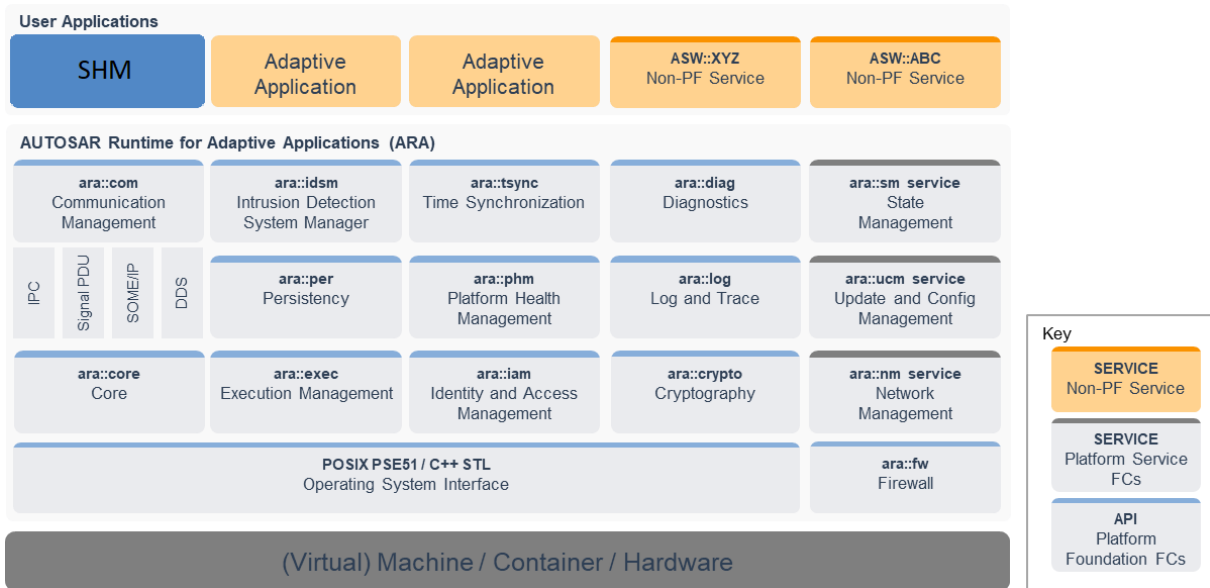 User Applications
SHM
Adaptive
Application
Adaptive
Application
ASW::XYZ
Non-PF Service
ASW::ABC
Non-PF Service
AUTOSAR Runtime for Adaptive Applications (ARA)
ara::com
Communication
Management
ara::idsm
Intrusion Detection
System Manager
ara::tsync
Time Synchronization
ara::diag
Diagnostics
ara::sm service
State
Management
IPC
Signal PDU
SOME/IP
DDS
ara::per
Persistency
ara::phm
Platform Health
Management
ara::log
Log and Trace
ara::ucm service
Update and Config
Management
ara::core
Core
ara::exec
Execution Management
ara::iam
Identity and Access
Management
ara::crypto
Cryptography
ara::nm service
Network
Management
POSIX PSE51 / C++ STL
Operating System Interface
ara::fw
Firewall
(Virtual) Machine / Container / Hardware
Key
SERVICE
Non-PF Service
SERVICE
Platform Service
FCs
API
Platform
Foundation FCs